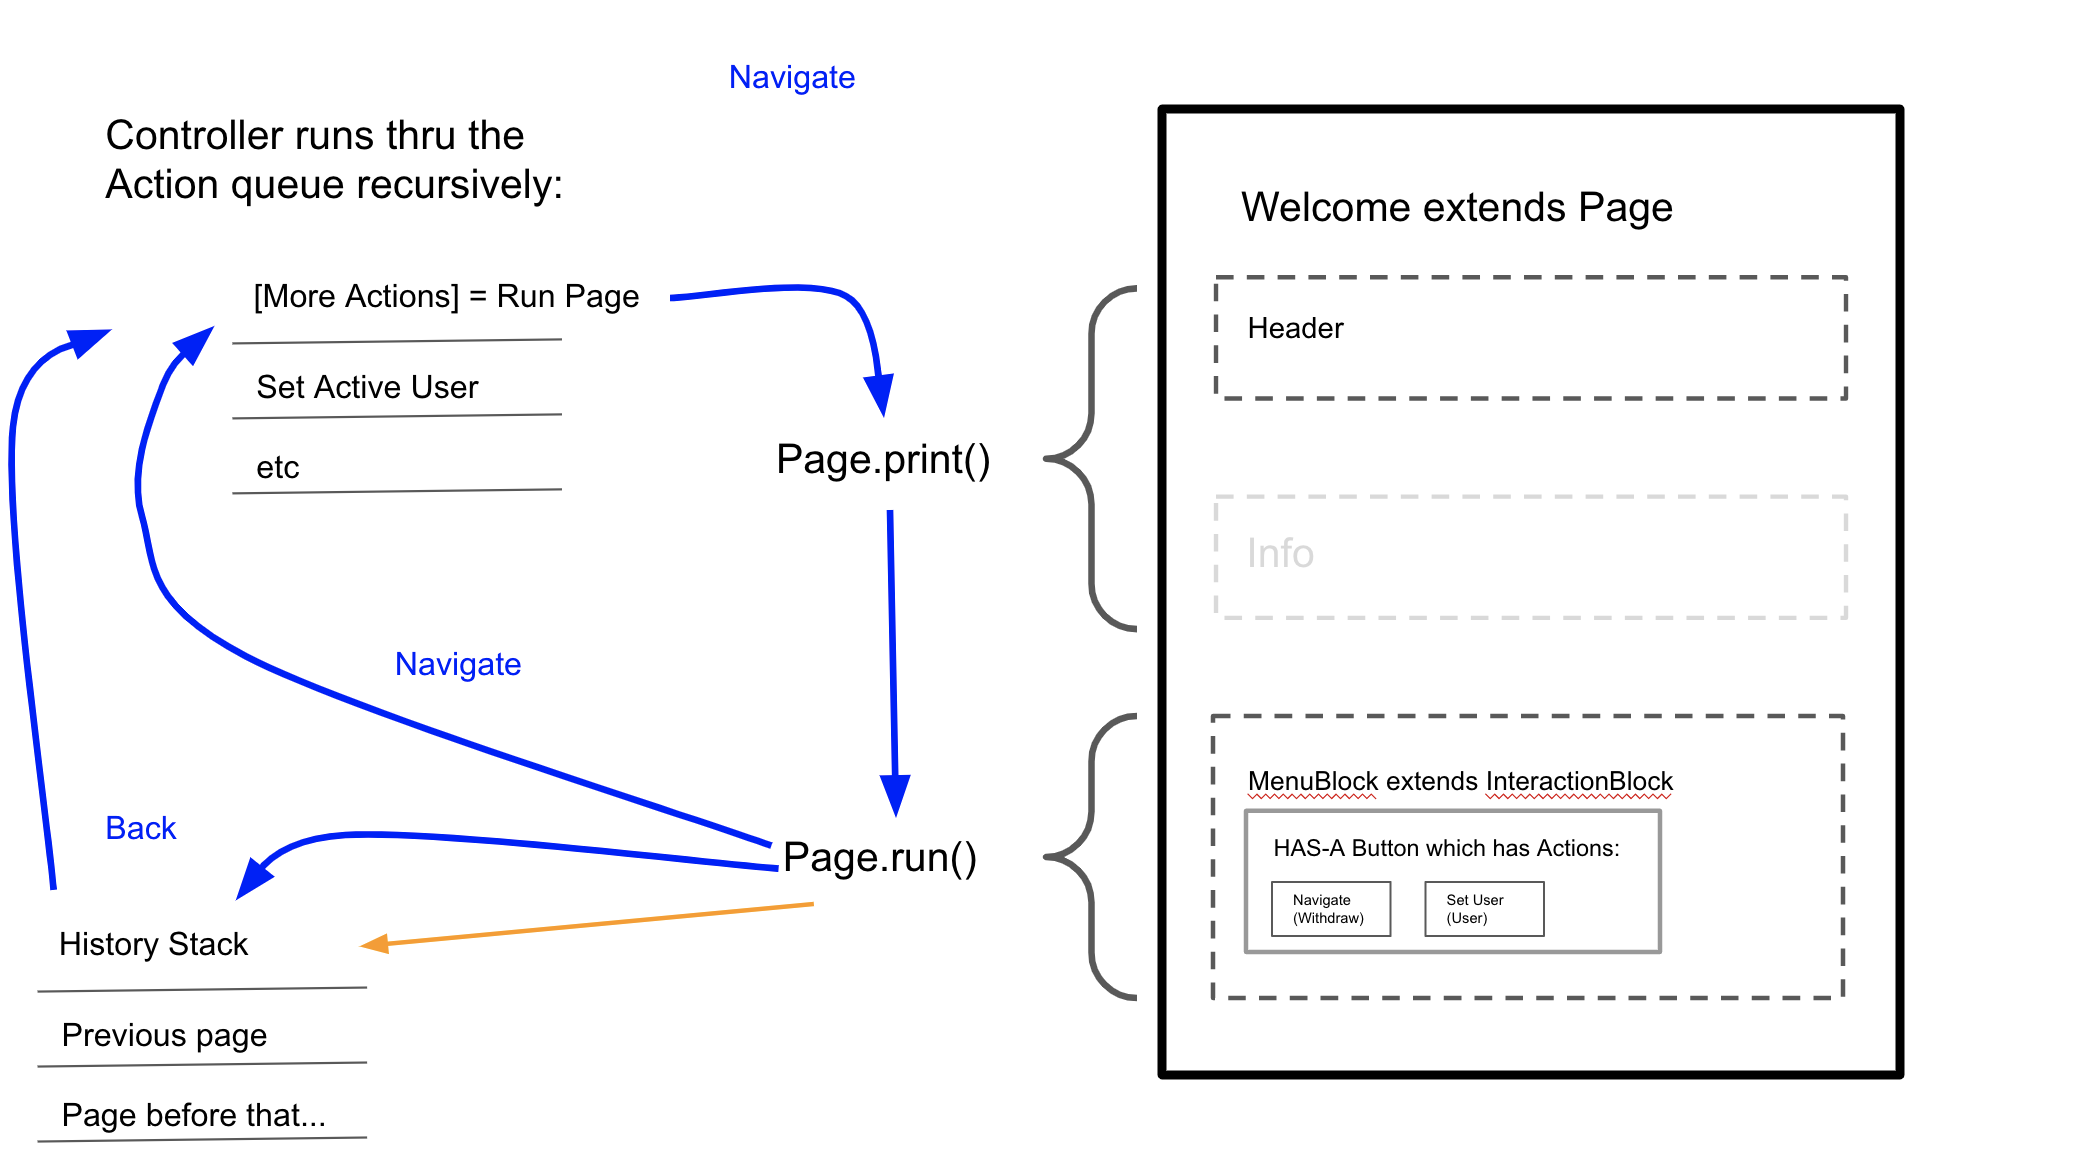 Navigate
Controller runs thru the
Action queue recursively:
[More Actions] = Run Page
Set Active User
etc
Page.print()
Navigate
Back
Page.run()
History Stack
Previous page
Page before that...
Welcome extends Page
Header
Info
MenuBlock extends InteractionBlock
HAS-A Button which has Actions:
Navigate
(Withdraw)
Set User
(User)